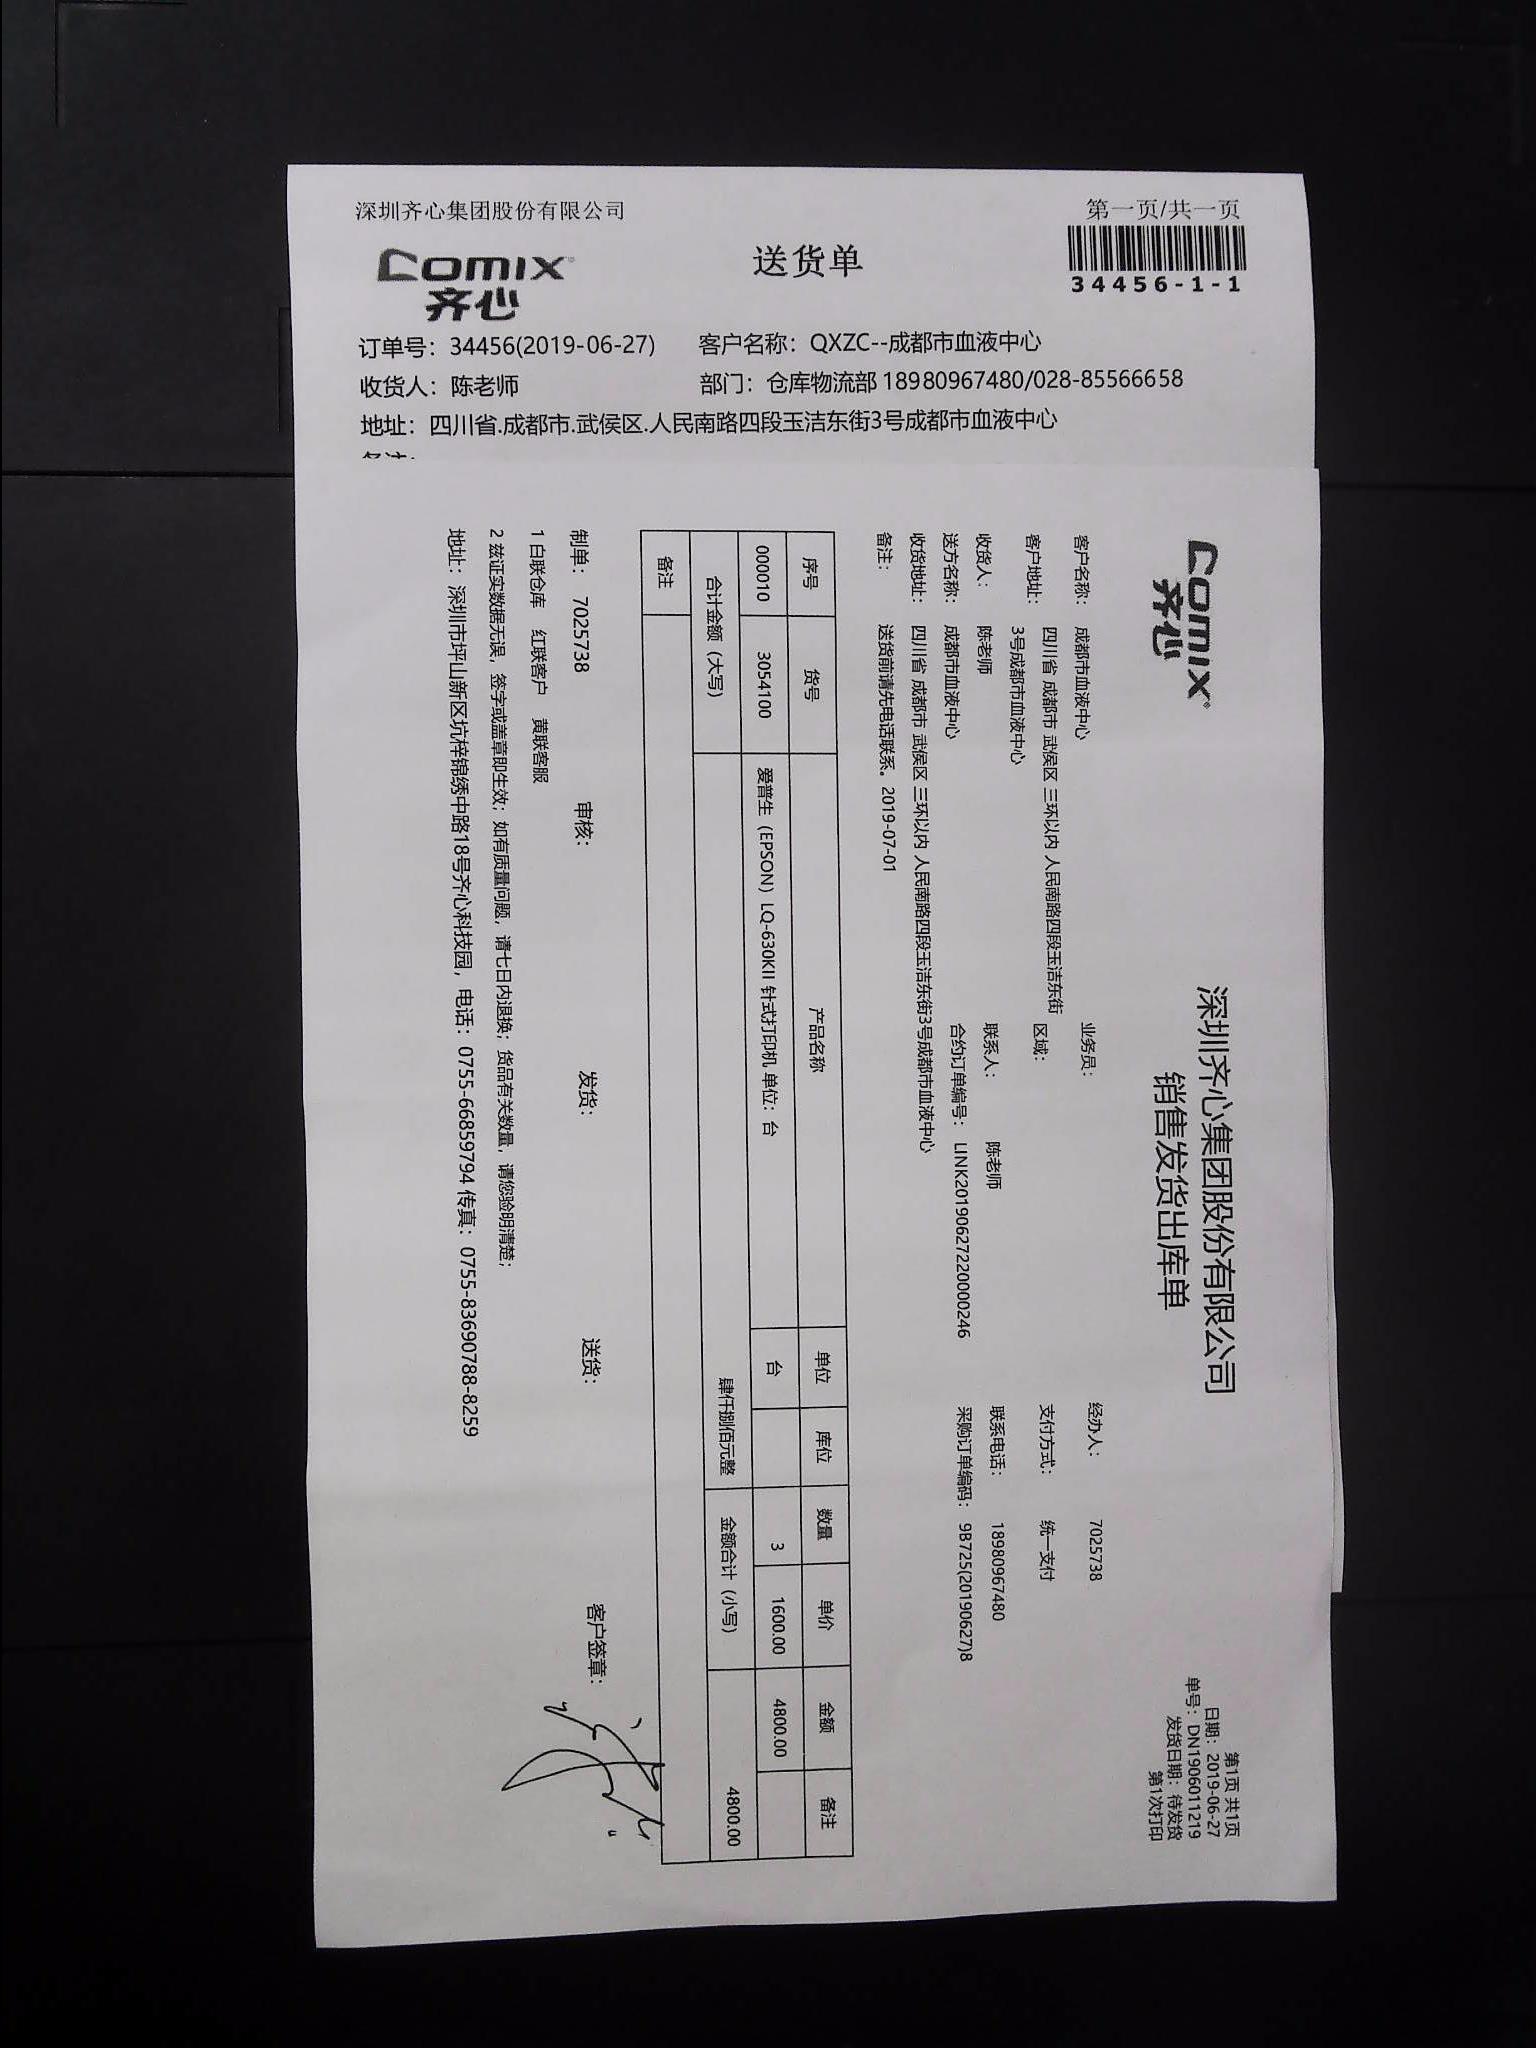 深圳齐心集团股份有限公司
第一页/共一页
Comix
齐心
送货单
34456-1-1
订单号：34456(2019-06-27) 客户名称：QXZC--成都市血液中心
收货人：陈老师 部门：仓库物流部 18980967480/028-85566658
地址：四川省.成都市.武侯区.人民南路四段玉洁东街3号成都市血液中心
Comix
齐心
深圳齐心集团股份有限公司
销售发货出库单
第1页 共1页
日期：2019-06-27
单号：DN1906011219
发货日期：待发货
第1次打印
客户名称：成都市血液中心 业务员： 经办人：7025738
客户地址：四川省 成都市 武侯区 三环以内 人民南路四段玉洁东街 区域： 支付方式：统一支付
3号成都市血液中心
收货人：陈老师 联系人：陈老师 联系电话：18980967480
送方名称：成都市血液中心 合约订单编号：LINK2019062722000​0246 采购订单编码：9B725(20190627)8
收货地址：四川省 成都市 武侯区 三环以内 人民南路四段玉洁东街3号成都市血液中心
备注：送货前请先电话联系。2019-07-01
序号 货号 产品名称 单位 库位 数量 单价 金额 备注
000010 3054100 爱普生（EPSON）LQ-630KII 针式打印机 单位：台 台 3 1600.00 4800.00
合计金额（大写） 肆仟捌佰元整 金额合计（小写） 4800.00
备注
制单：7025738 审核： 发货： 送货： 客户签章：
1 白联仓库 红联客户 黄联客服
2 兹证实数据无误，签字或盖章即生效；如有质量问题，请七日内退换；货品有关数量，请您验明清楚；
地址：深圳市坪山新区坑梓锦绣中路18号齐心科技园，电话：0755-66859794 传真：0755-83690788-8259